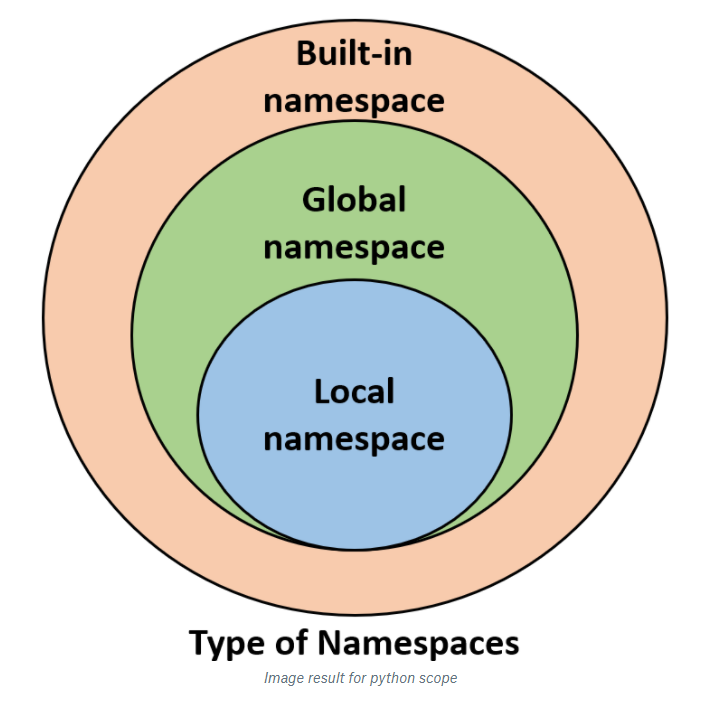 Built-in
namespace
Global
namespace
Local
namespace
Type of Namespaces
Image result for python scope